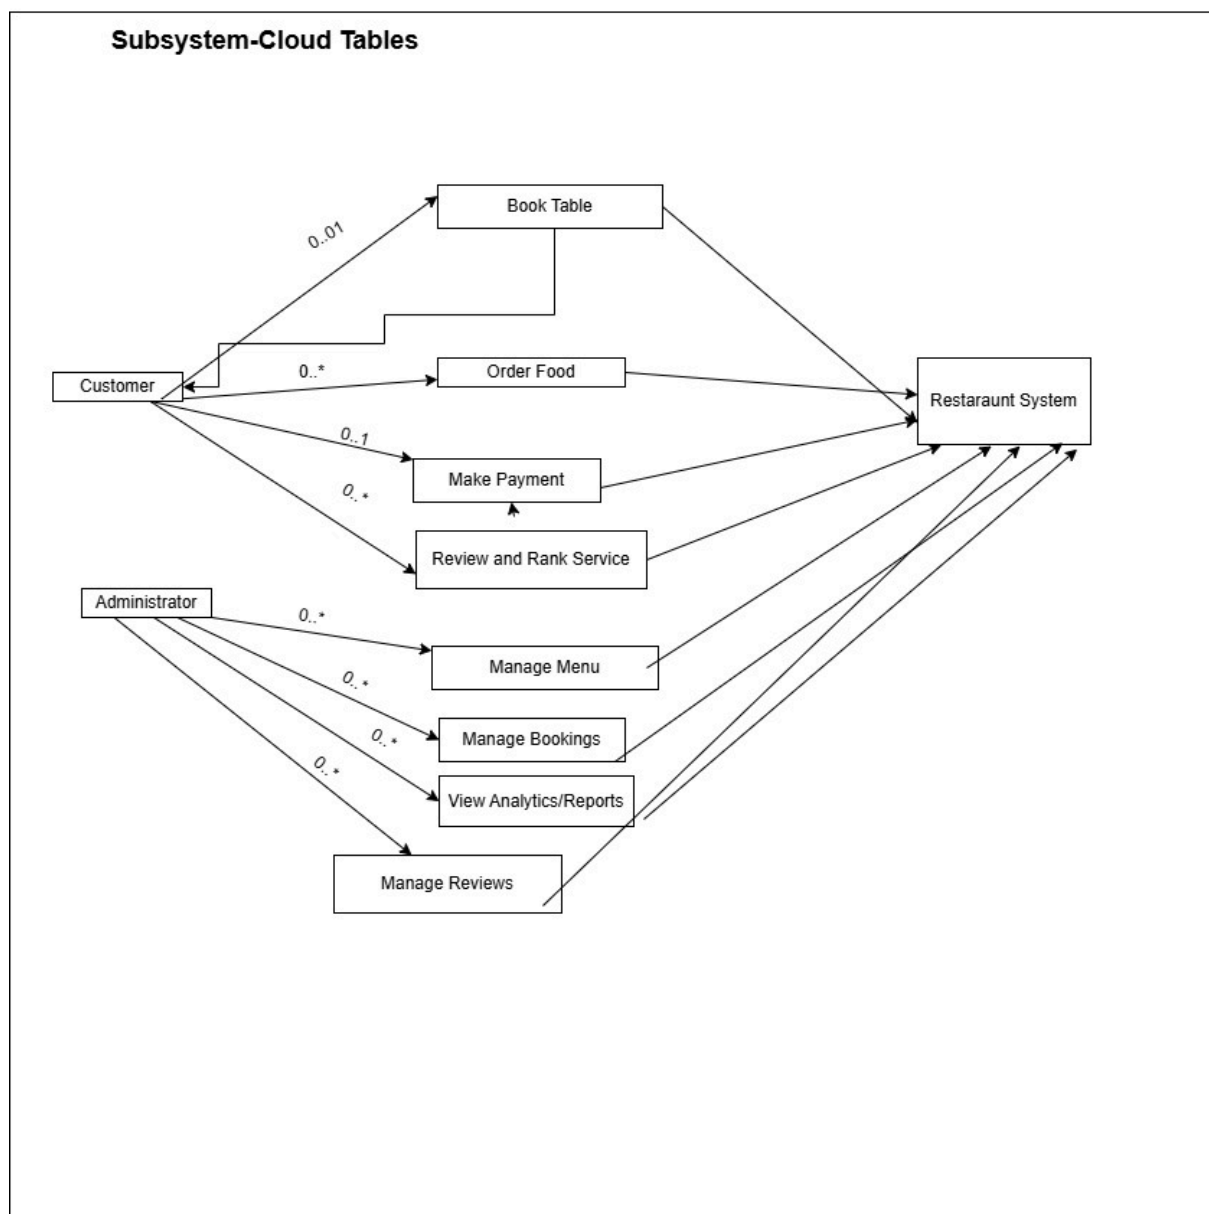 Subsystem-Cloud Tables
Book Table
0..01
Customer
0..*
Order Food
Restaraunt System
0..1
Make Payment
0..*
Review and Rank Service
Administrator
0..*
Manage Menu
0..*
Manage Bookings
0..*
View Analytics/Reports
0..*
Manage Reviews